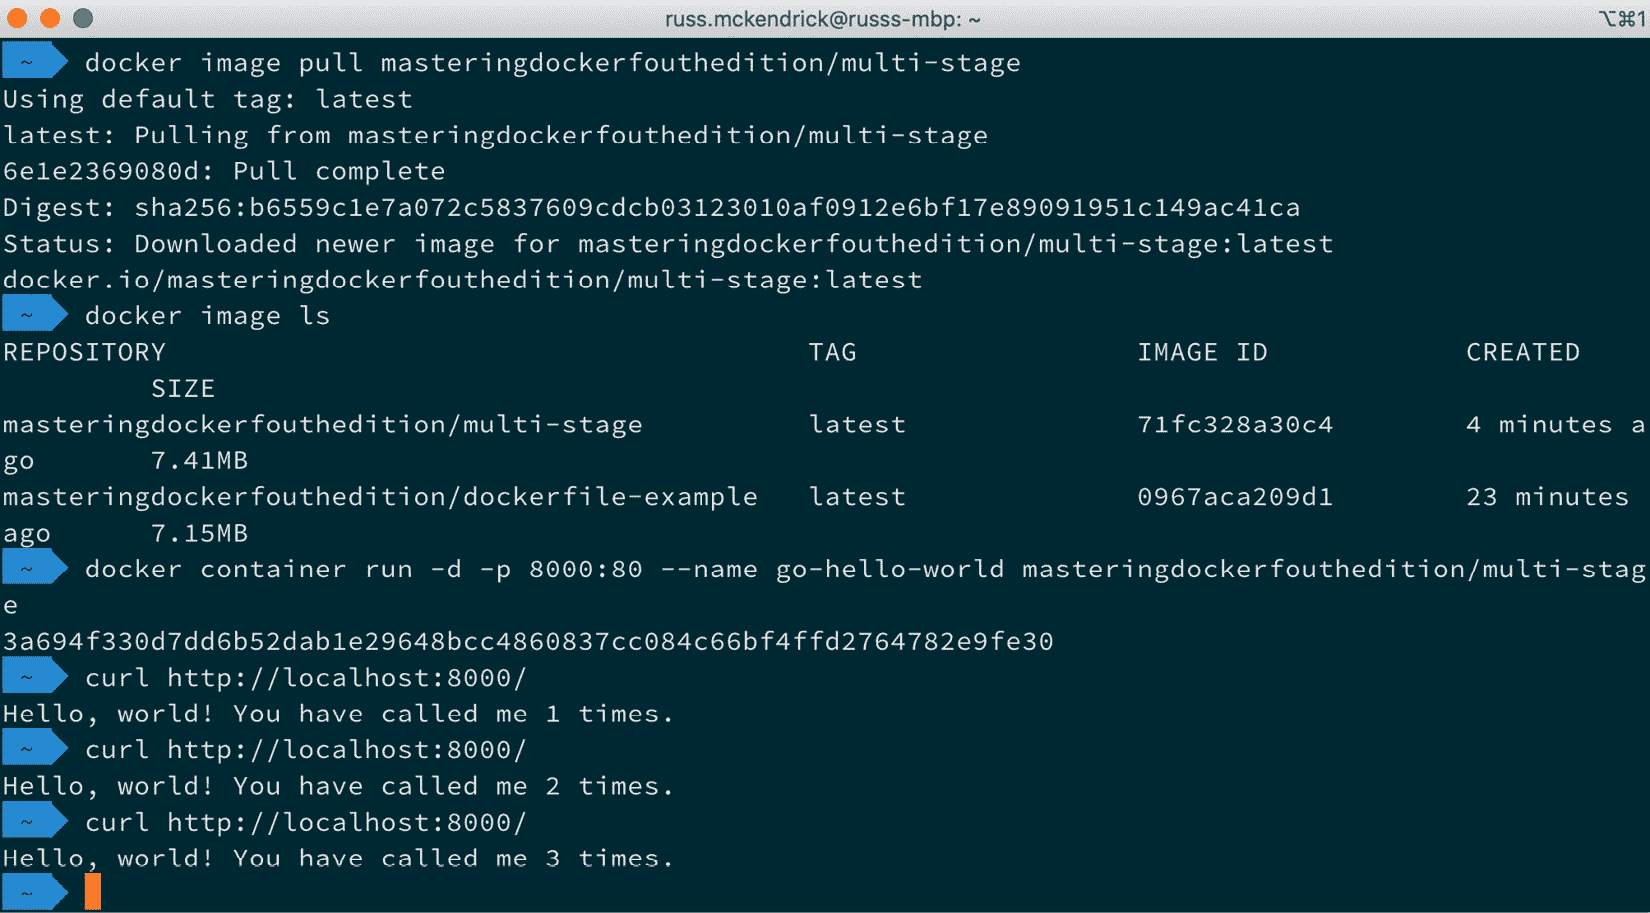 russ.mckendrick@russs-mbp: ~
⌥⌘1
~ docker image pull masteringdockerfouthedition/multi-stage
Using default tag: latest
latest: Pulling from masteringdockerfouthedition/multi-stage
6e1e2369080d: Pull complete
Digest: sha256:b6559c1e7a072c5837609cdcb03123010af0912e6bf17e89091951c149ac41ca
Status: Downloaded newer image for masteringdockerfouthedition/multi-stage:latest
docker.io/masteringdockerfouthedition/multi-stage:latest
~ docker image ls
REPOSITORY TAG IMAGE ID CREATED
SIZE
masteringdockerfouthedition/multi-stage latest 71fc328a30c4 4 minutes a
go 7.41MB
masteringdockerfouthedition/dockerfile-example latest 0967aca209d1 23 minutes
ago 7.15MB
~ docker container run -d -p 8000:80 --name go-hello-world masteringdockerfouthedition/multi-stag
e
3a694f330d7dd6b52dab1e29648bcc4860837cc084c66bf4ffd2764782e9fe30
~ curl http://localhost:8000/
Hello, world! You have called me 1 times.
~ curl http://localhost:8000/
Hello, world! You have called me 2 times.
~ curl http://localhost:8000/
Hello, world! You have called me 3 times.
~